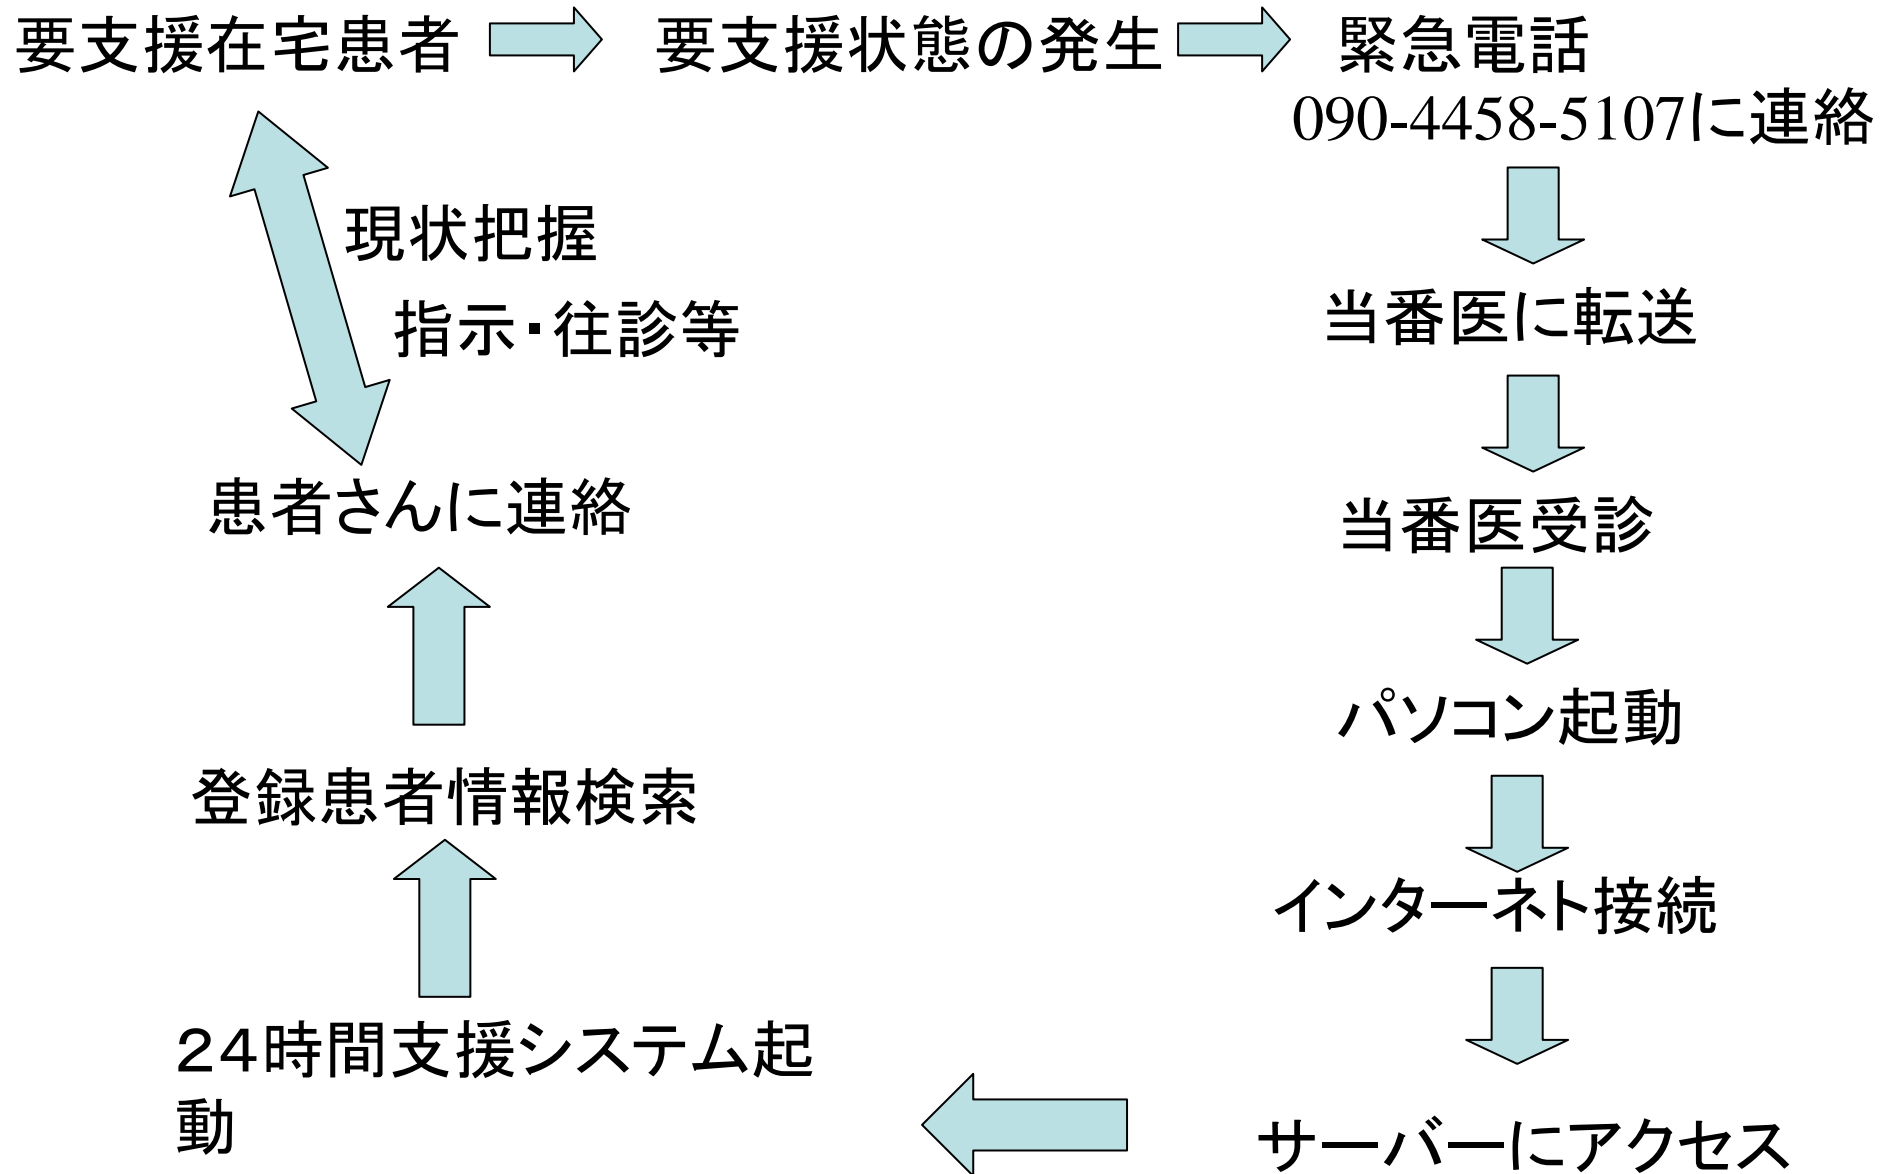 要支援在宅患者
要支援状態の発生
緊急電話
090-4458-5107に連絡
当番医に転送
当番医受診
パソコン起動
インターネット接続
サーバーにアクセス
２４時間支援システム起
動
登録患者情報検索
患者さんに連絡
現状把握
指示・往診等